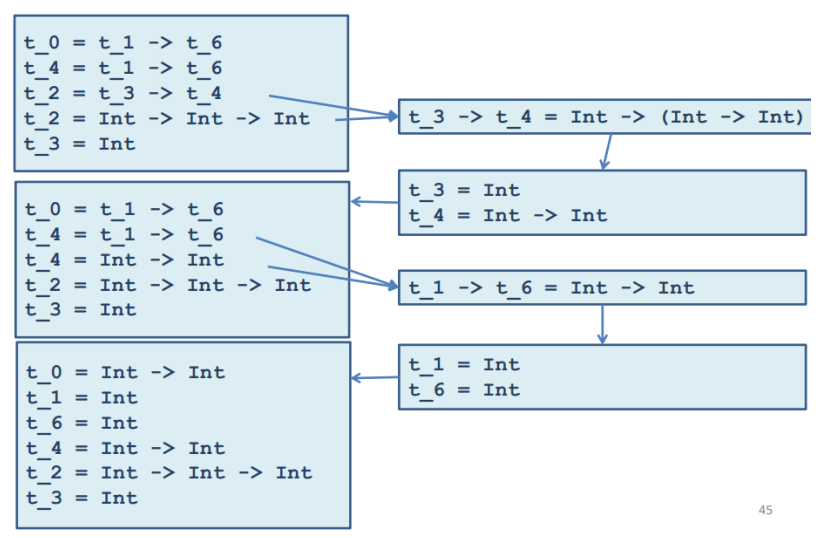 t_0 = t_1 -> t_6
t_4 = t_1 -> t_6
t_2 = t_3 -> t_4
t_2 = Int -> Int -> Int
t_3 = Int
t_3 -> t_4 = Int -> (Int -> Int)
t_3 = Int
t_4 = Int -> Int
t_0 = t_1 -> t_6
t_4 = t_1 -> t_6
t_4 = Int -> Int
t_2 = Int -> Int -> Int
t_3 = Int
t_1 -> t_6 = Int -> Int
t_1 = Int
t_6 = Int
t_0 = Int -> Int
t_1 = Int
t_6 = Int
t_4 = Int -> Int
t_2 = Int -> Int -> Int
t_3 = Int
45